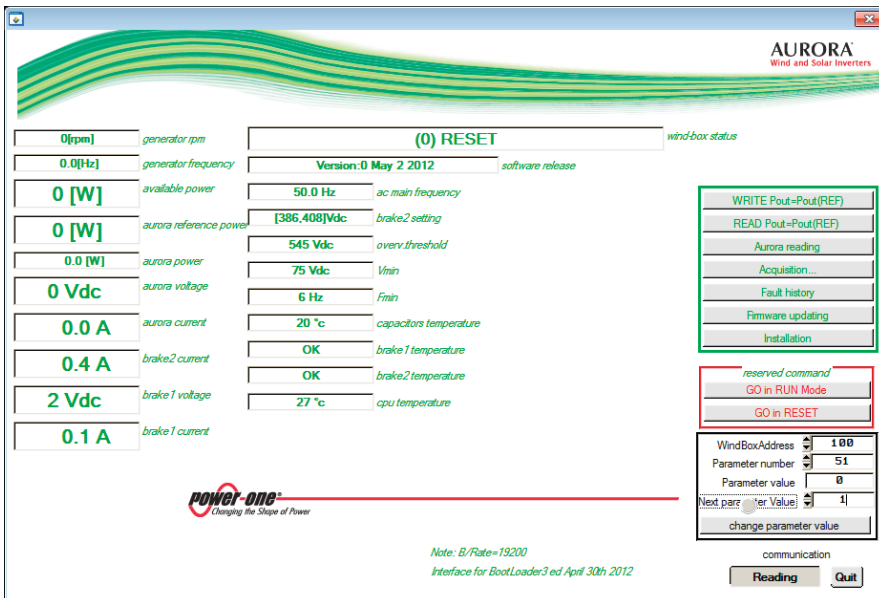 AURORA
Wind and Solar Inverters
0[rpm] generator rpm (0) RESET wind-box status
0.0[Hz] generator frequency Version:0 May 2 2012 software release
0 [W] available power 50.0 Hz ac main frequency
0 [W] aurora reference power [386,408]Vdc brake2 setting
545 Vdc overv.threshold
0.0 [W] aurora power 75 Vdc Vmin
0 Vdc aurora voltage 6 Hz Fmin
0.0 A aurora current 20 °c capacitors temperature
0.4 A brake2 current OK brake1 temperature
OK brake2 temperature
2 Vdc brake1 voltage 27 °c cpu temperature
0.1 A brake1 current
WRITE Pout=Pout(REF)
READ Pout=Pout(REF)
Aurora reading
Acquisition...
Fault history
Firmware updating
Installation
reserved command
GO in RUN Mode
GO in RESET
WindBoxAddress 100
Parameter number 51
Parameter value 0
Next parameter Value 1
change parameter value
power-one
Changing the Shape of Power
Note: B/Rate=19200
Interface for BootLoader3 ed April 30th 2012
communication
Reading Quit